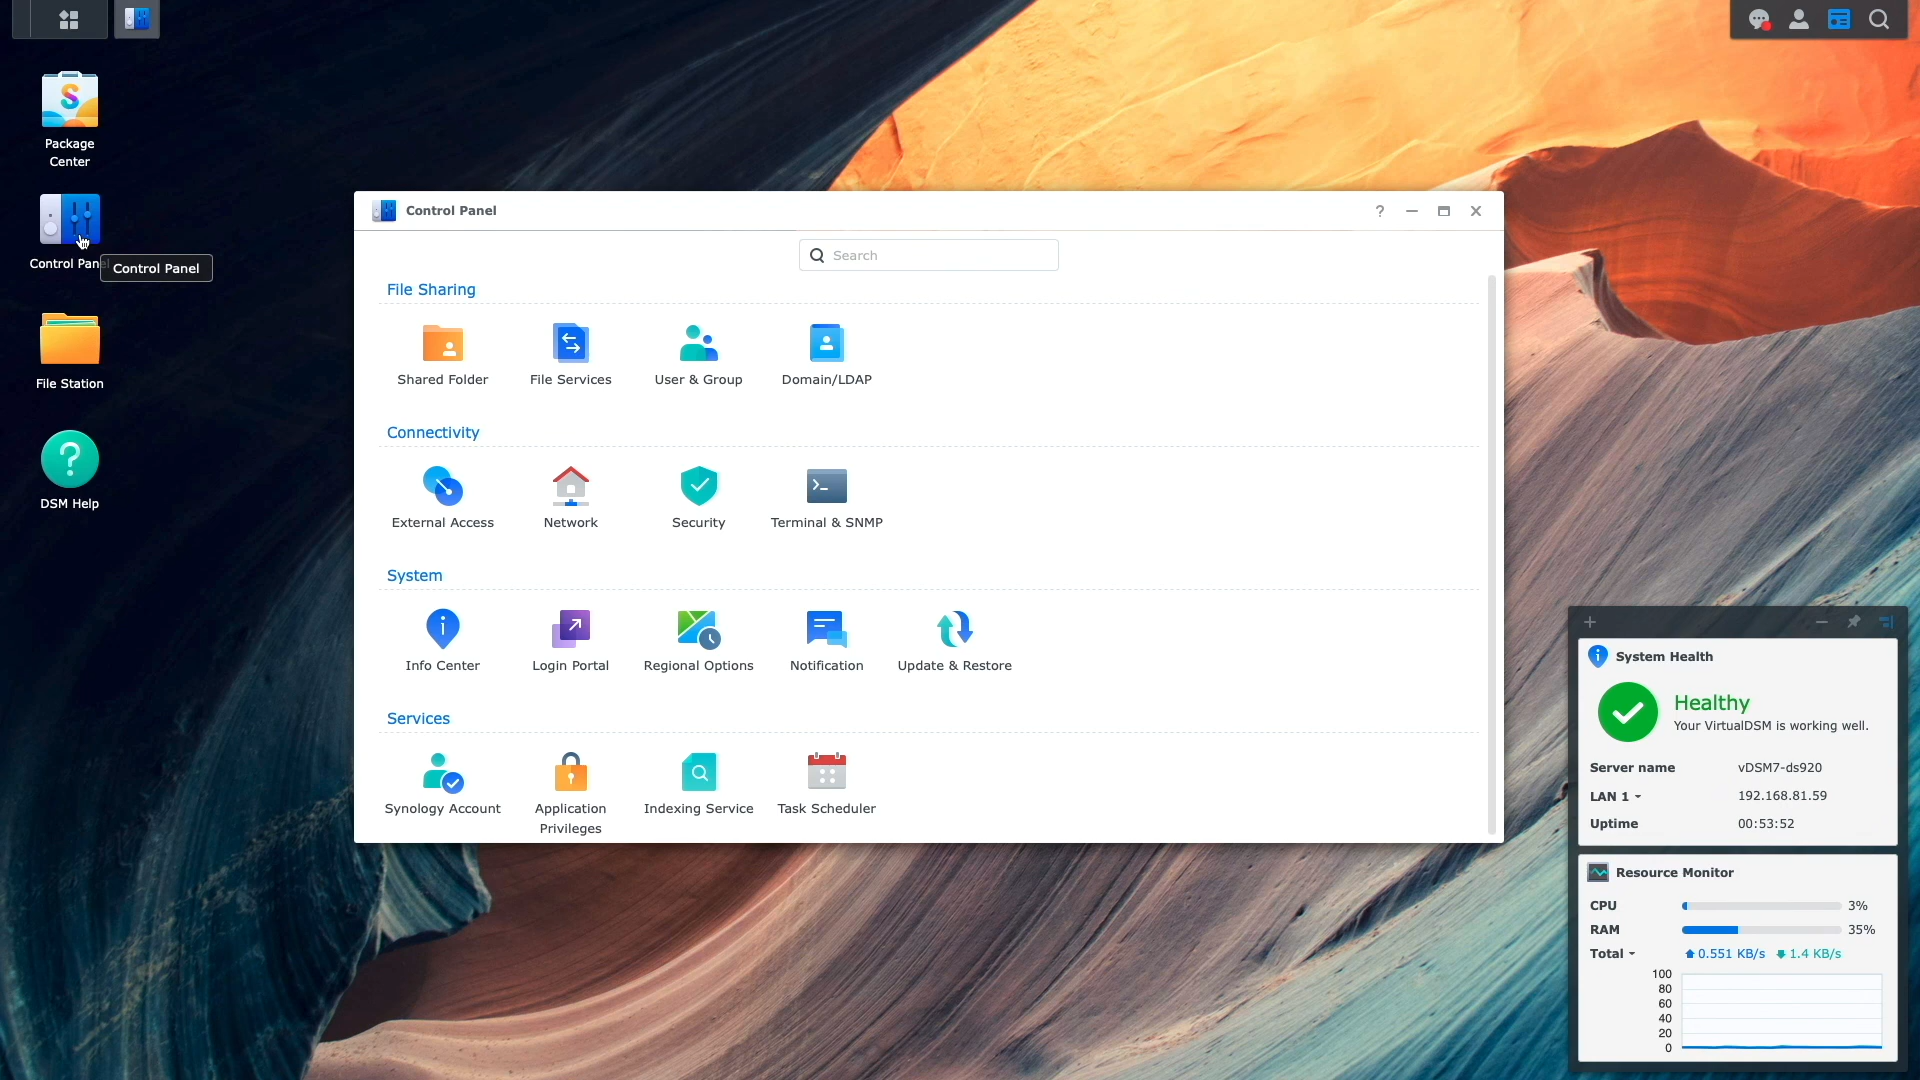 Package
Center
Control Panel
Control Panel
File Station
DSM Help
Control Panel
Search
File Sharing
Shared Folder
File Services
User & Group
Domain/LDAP
Connectivity
External Access
Network
Security
Terminal & SNMP
System
Info Center
Login Portal
Regional Options
Notification
Update & Restore
Services
Synology Account
Application
Privileges
Indexing Service
Task Scheduler
System Health
Healthy
Your VirtualDSM is working well.
Server name vDSM7-ds920
LAN 1 192.168.81.59
Uptime 00:53:52
Resource Monitor
CPU 3%
RAM 35%
Total 0.551 KB/s 1.4 KB/s
100
80
60
40
20
0